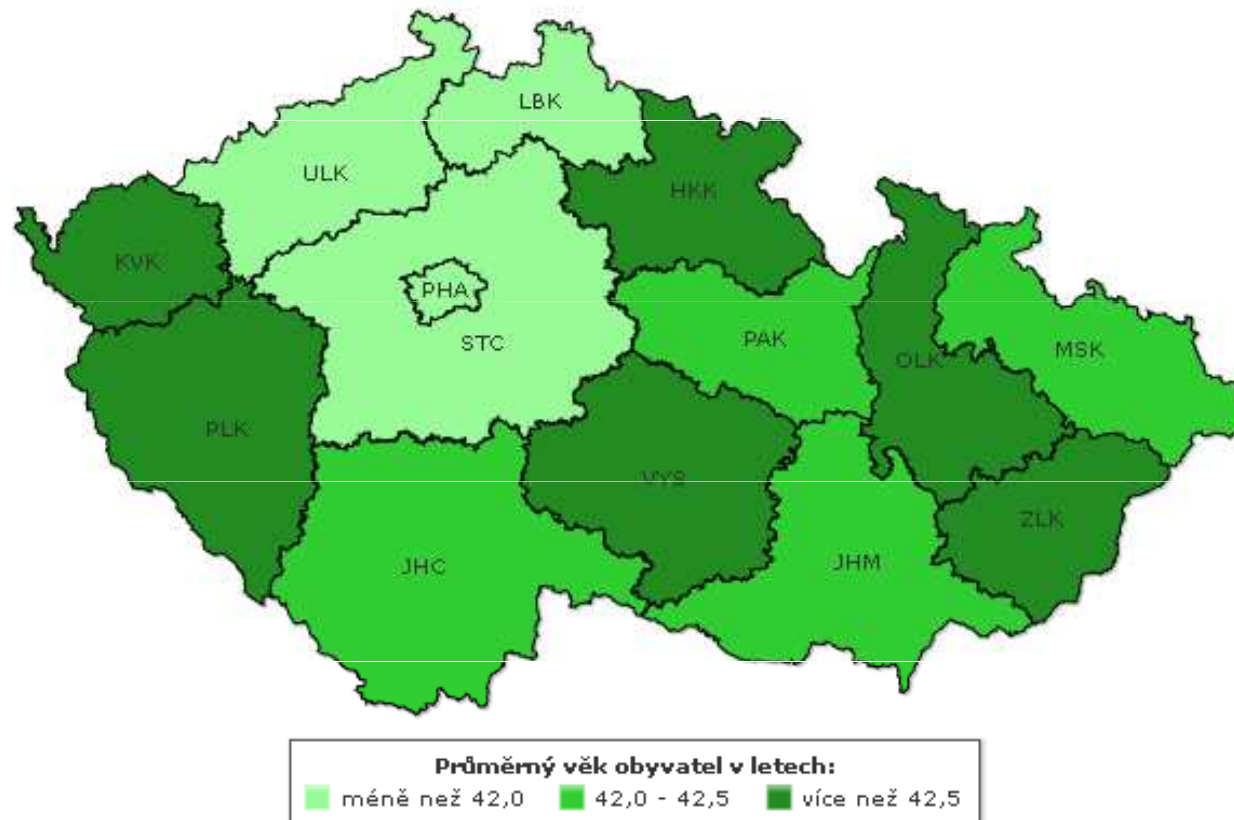 LBK
ULK
HKK
KVK
PHA
STC
PAK
MSK
OLK
PLK
VYS
ZLK
JHC
JHM
Průměrný věk obyvatel v letech:
méně než 42,0 42,0 - 42,5 více než 42,5